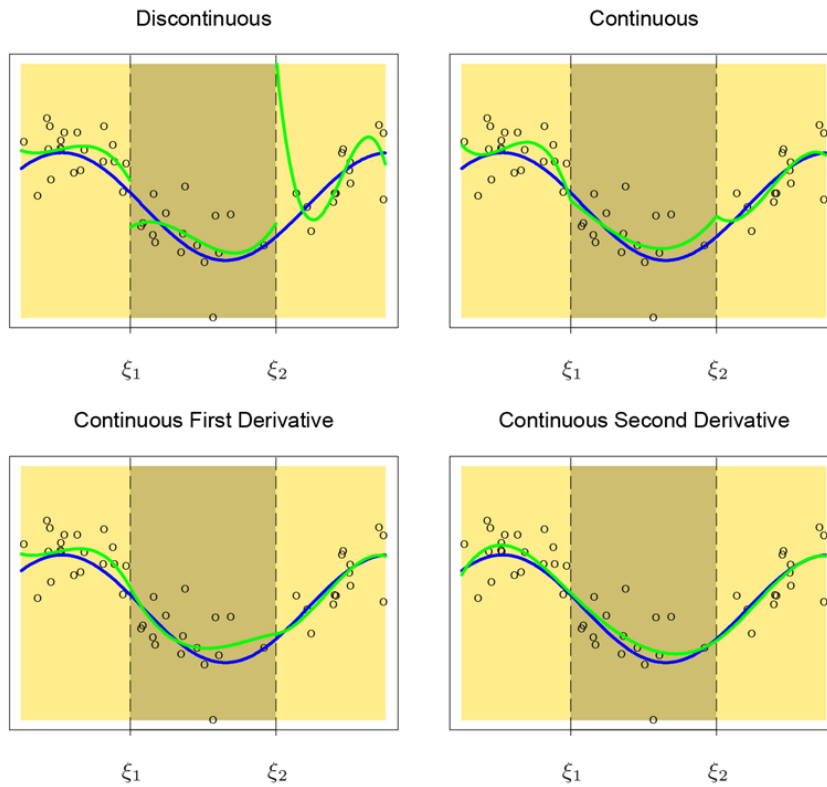 Discontinuous
Continuous
ξ₁ ξ₂
ξ₁ ξ₂
Continuous First Derivative
Continuous Second Derivative
ξ₁ ξ₂
ξ₁ ξ₂